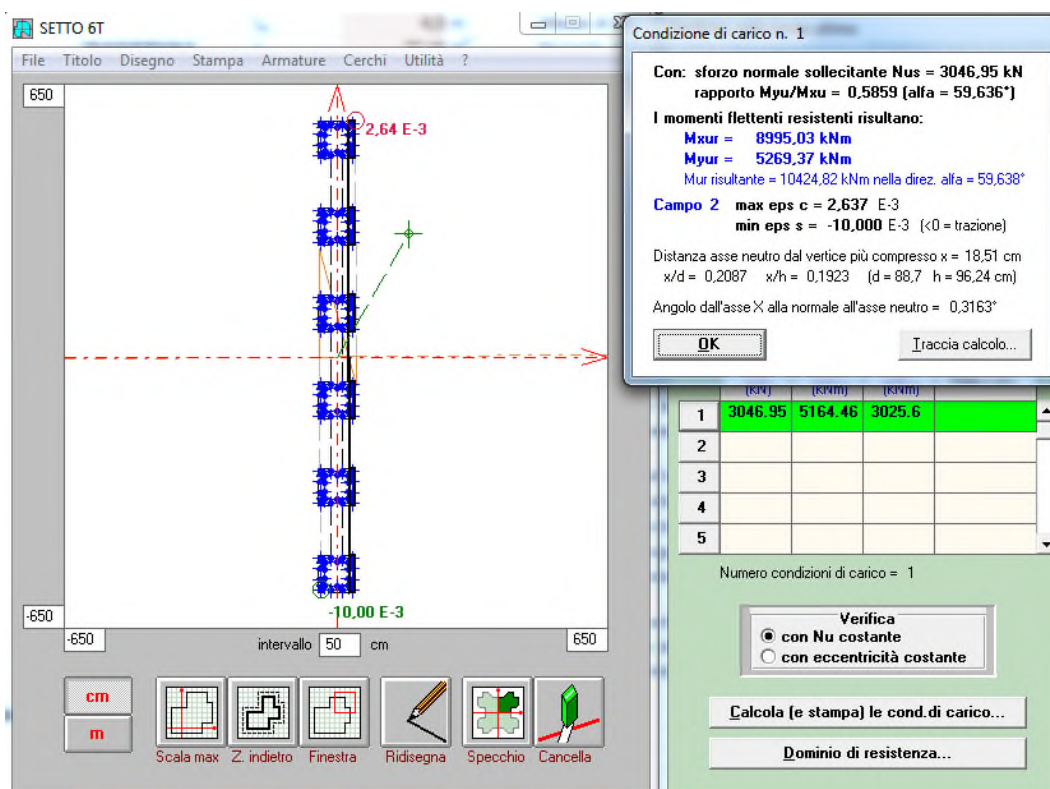 SETTO 6T
File Titolo Disegno Stampa Armature Cerchi Utilità ?
650
2,64 E-3
-10,00 E-3
-650
-650 intervallo 50 cm 650
cm
m
Scala max Z. indietro Finestra Ridisegna Specchio Cancella
Condizione di carico n. 1
Con: sforzo normale sollecitante Nus = 3046,95 kN
rapporto Myu/Mxu = 0,5859 (alfa = 59,636°)
I momenti flettenti resistenti risultano:
Mxur = 8995,03 kNm
Myur = 5269,37 kNm
Mur risultante = 10424,82 kNm nella direz. alfa = 59,638°
Campo 2 max eps c = 2,637 E-3
min eps s = -10,000 E-3 (<0 = trazione)
Distanza asse neutro dal vertice più compresso x = 18,51 cm
x/d = 0,2087 x/h = 0,1923 (d = 88,7 h = 96,24 cm)
Angolo dall'asse X alla normale all'asse neutro = 0,3163°
OK Traccia calcolo...
(kN) (kNm) (kNm)
1 3046.95 5164.46 3025.6
2
3
4
5
Numero condizioni di carico = 1
Verifica
con Nu costante
con eccentricità costante
Calcola (e stampa) le cond.di carico...
Dominio di resistenza...